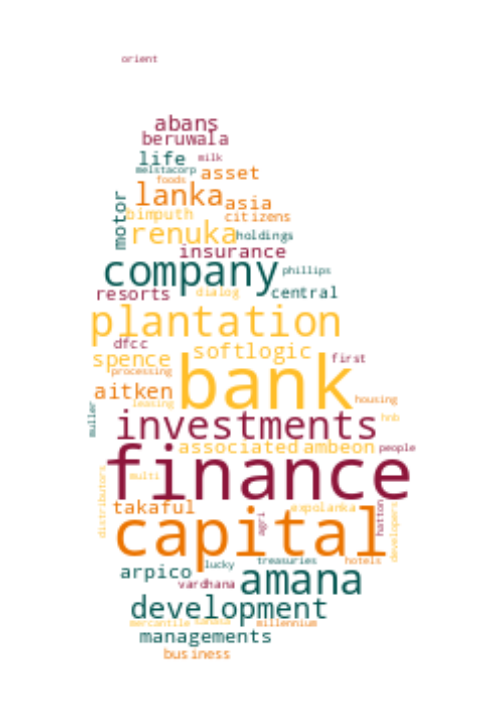 orient
abans
beruwala
life milk
melstacorp asset
foods
lanka asia
motor
bimputh citizens
renuka holdings
insurance
company phillips
resorts dialog central
plantation
dfcc softlogic
spence first
processing bank
aitken housing
leasing
muller investments hnb
associated ambeon people
finance
distributors multi
takaful expolanka
capital agri hatton developers
lucky treasuries hotels
arpico amana
vardhana
development
mercantile millennium
managements
business